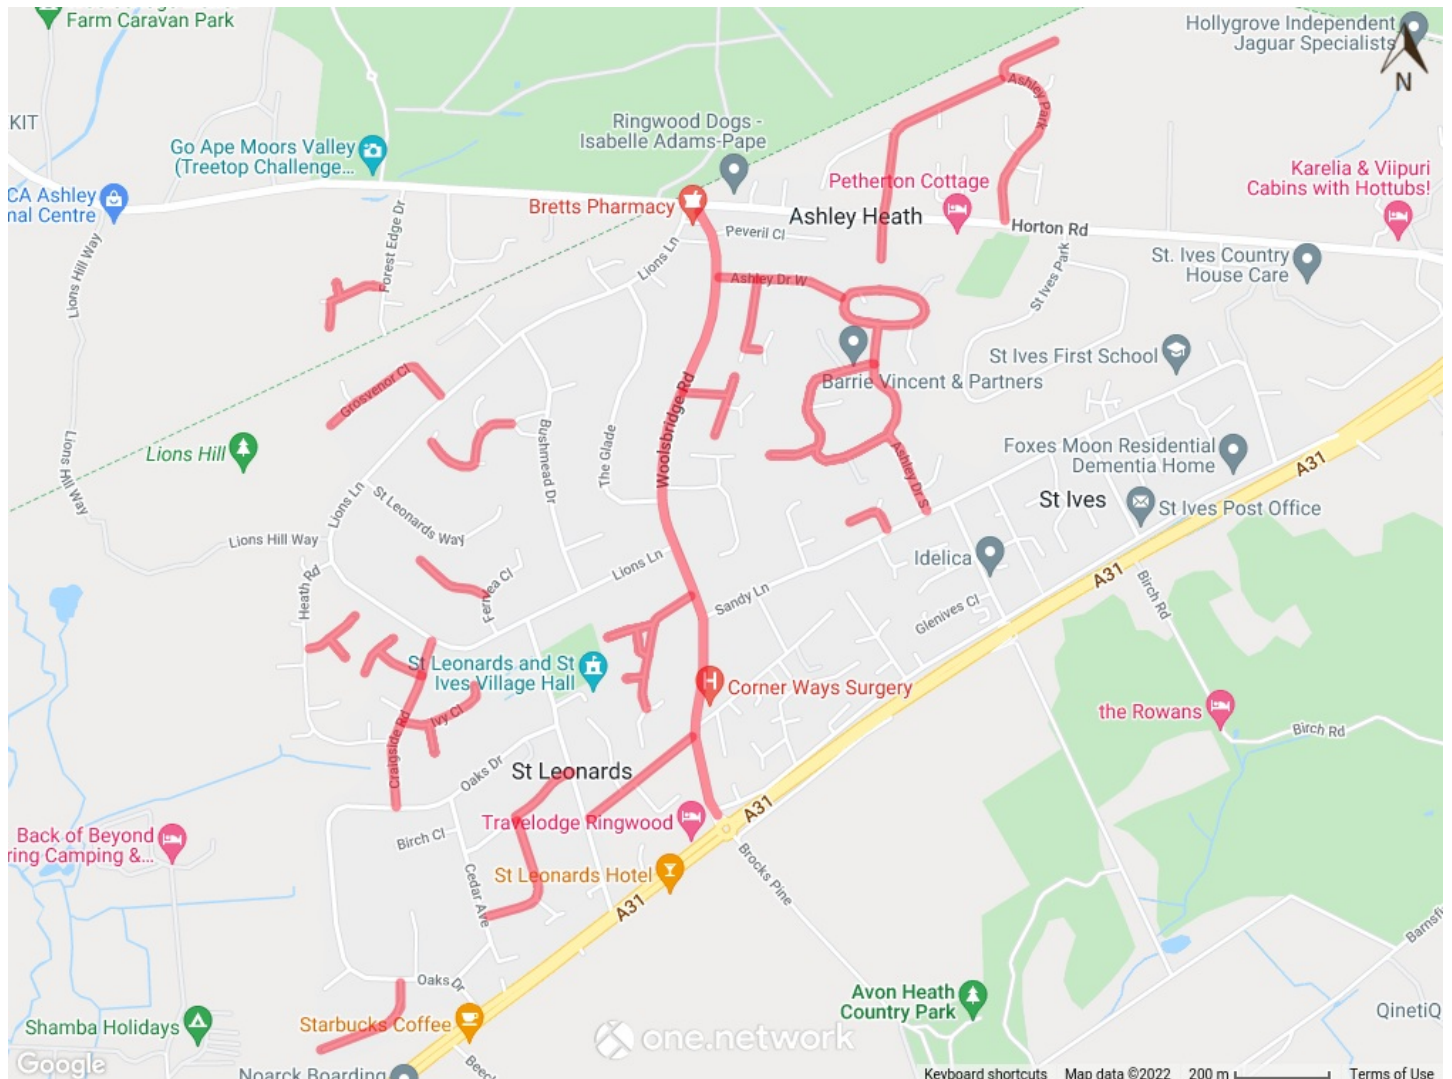 Farm Caravan Park
Hollygrove Independent
Jaguar Specialists
N
KIT
Ringwood Dogs -
Isabelle Adams-Pape
Ashley Park
Go Ape Moors Valley
(Treetop Challenge...
Petherton Cottage
Karelia & Viipuri
Cabins with Hottubs!
CA Ashley
mal Centre
Bretts Pharmacy
Ashley Heath
Horton Rd
Peveril Cl
Forest Edge Dr
Lions Hill Way
Lions Ln
St. Ives Country
House Care
St Ives Park
Ashley Dr W
St Ives First School
Barrie Vincent & Partners
Grosvenor Cl
Woolsbridge Rd
Bushmead Dr
The Glade
Lions Hill
Lions Hill Way
Foxes Moon Residential
Dementia Home
A31
Ashley Dr S
St Ives
St Ives Post Office
Lions Ln
St Leonards Way
Lions Hill Way
Idelica
Lions Ln
Heath Rd
Fernlea Cl
Sandy Ln
A31
Birch Rd
Glenives Cl
St Leonards and St
Ives Village Hall
Corner Ways Surgery
the Rowans
Birch Rd
Ivy Cl
Craigside Rd
Oaks Dr
St Leonards
A31
Travelodge Ringwood
Back of Beyond
ring Camping &...
Birch Cl
St Leonards Hotel
Brocks Pine
Cedar Ave
A31
Barnsfi
Oaks Dr
Avon Heath
Country Park
QinetiQ
Shamba Holidays
Starbucks Coffee
one.network
Google
Noarck Boarding
Beec
Keyboard shortcuts
Map data ©2022
200 m
Terms of Use